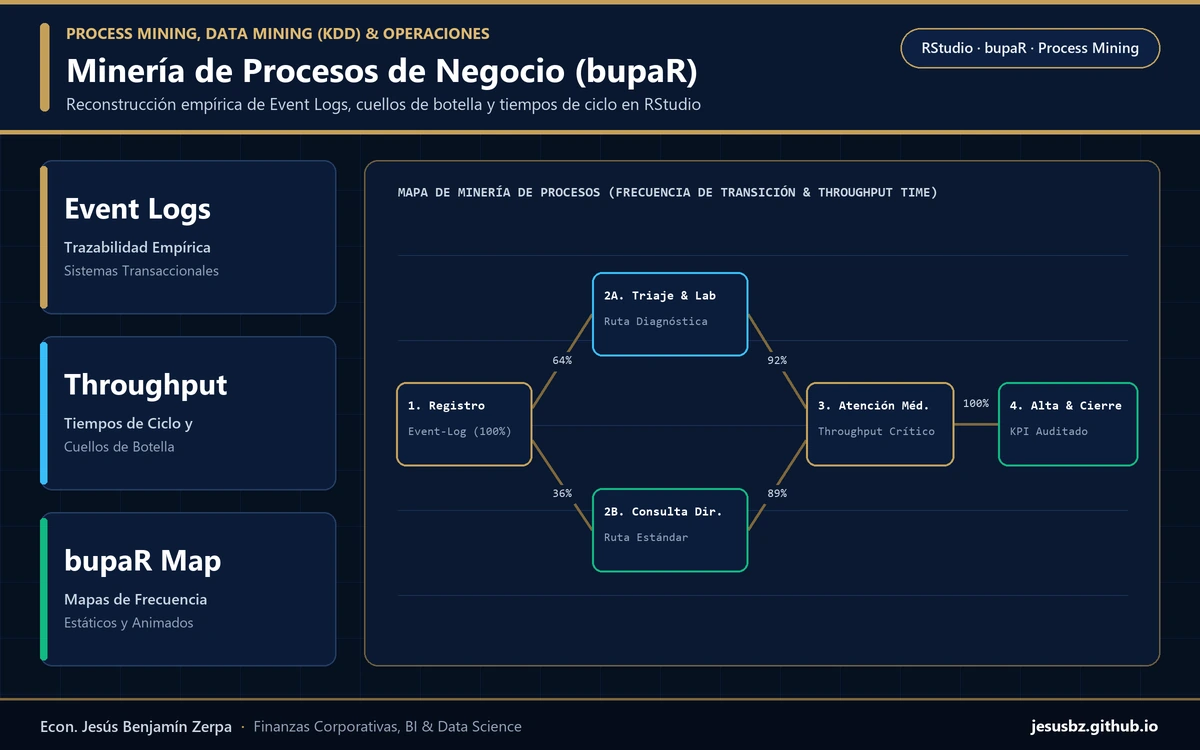 PROCESS MINING, DATA MINING (KDD) & OPERACIONES
Minería de Procesos de Negocio (bupaR)
Reconstrucción empírica de Event Logs, cuellos de botella y tiempos de ciclo en RStudio
RStudio · bupaR · Process Mining
Event Logs
Trazabilidad Empírica
Sistemas Transaccionales
Throughput
Tiempos de Ciclo y
Cuellos de Botella
bupaR Map
Mapas de Frecuencia
Estáticos y Animados
MAPA DE MINERÍA DE PROCESOS (FRECUENCIA DE TRANSICIÓN & THROUGHPUT TIME)
2A. Triaje & Lab
Ruta Diagnóstica
64%
92%
1. Registro
Event-Log (100%)
3. Atención Méd.
Throughput Crítico
100%
4. Alta & Cierre
KPI Auditado
36%
89%
2B. Consulta Dir.
Ruta Estándar
Econ. Jesús Benjamín Zerpa · Finanzas Corporativas, BI & Data Science
jesusbz.github.io